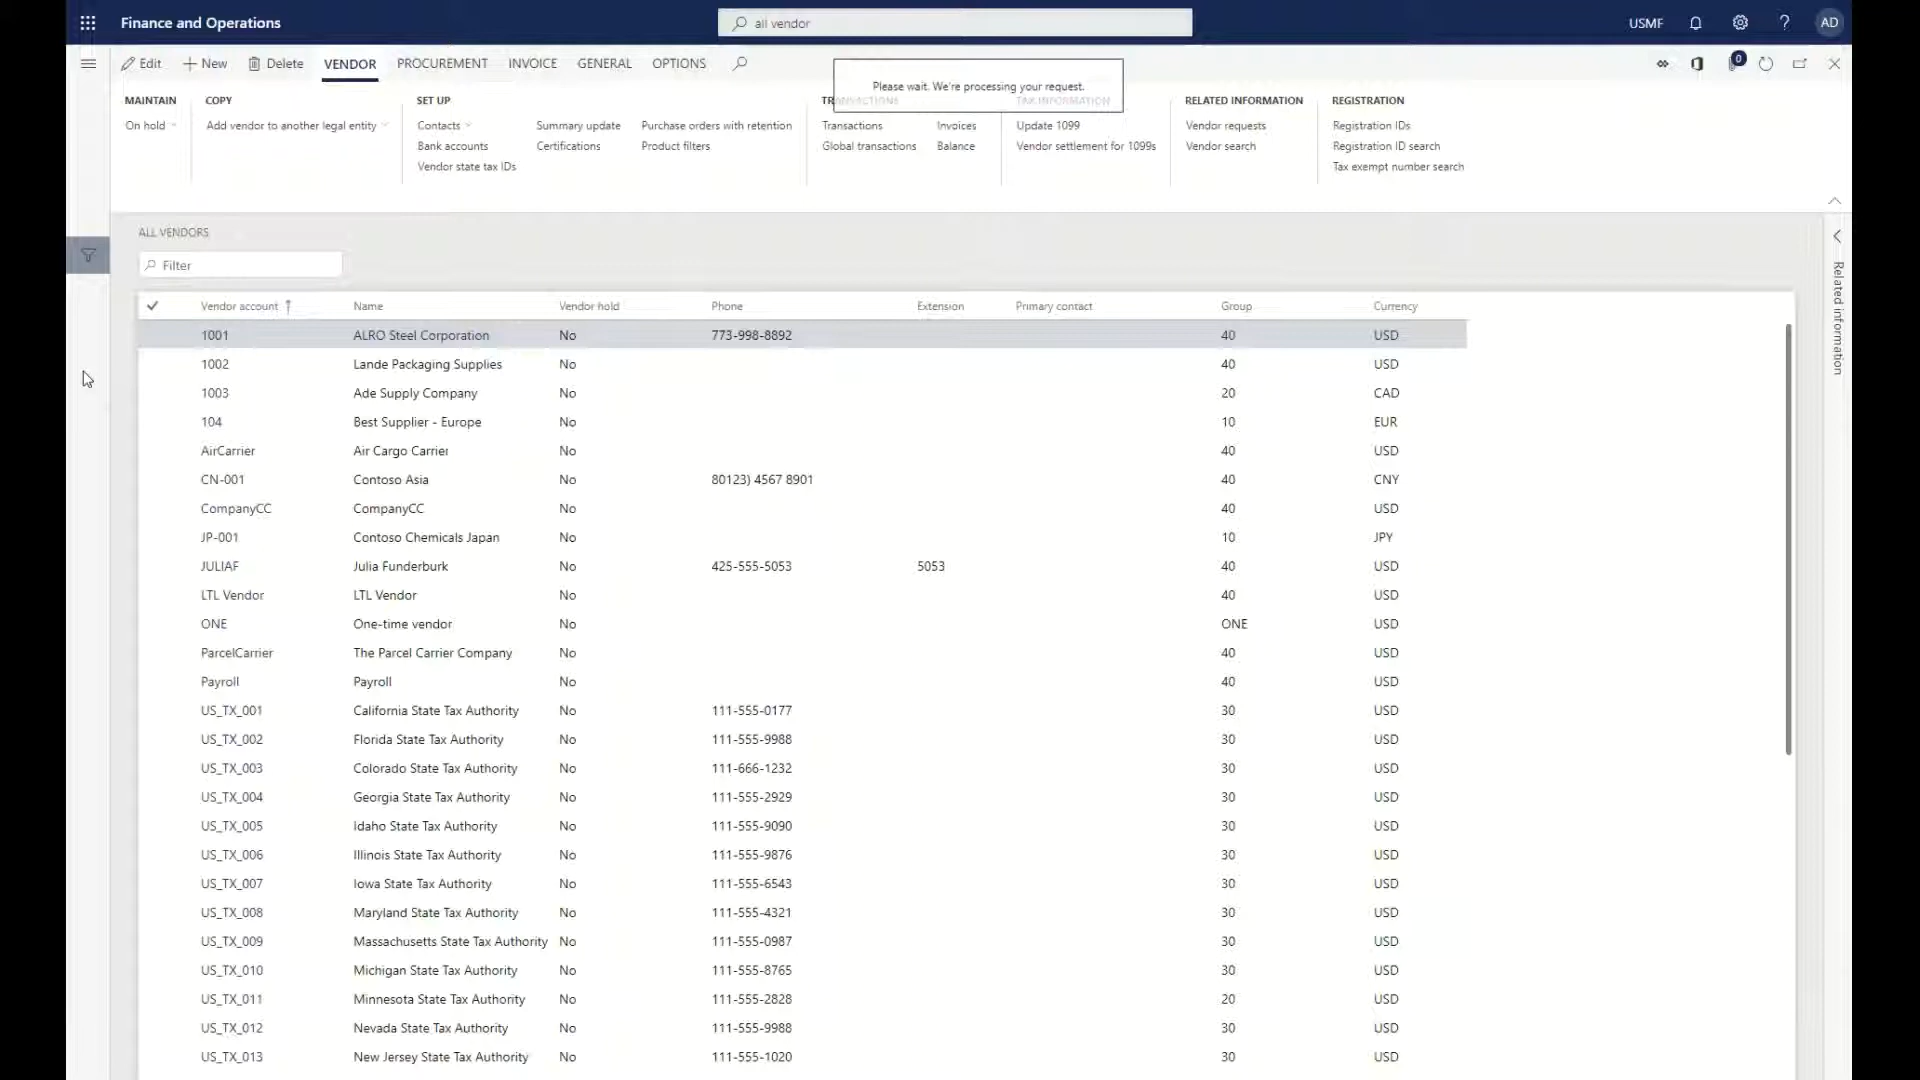 Finance and Operations
all vendor
USMF
AD
Edit
New
Delete
VENDOR
PROCUREMENT
INVOICE
GENERAL
OPTIONS
0
Please wait. We're processing your request.
MAINTAIN
COPY
SET UP
TRANSACTIONS
TAX INFORMATION
RELATED INFORMATION
REGISTRATION
On hold
Add vendor to another legal entity
Contacts
Summary update
Purchase orders with retention
Transactions
Invoices
Update 1099
Vendor requests
Registration IDs
Bank accounts
Certifications
Product filters
Global transactions
Balance
Vendor settlement for 1099s
Vendor search
Registration ID search
Vendor state tax IDs
Tax exempt number search
ALL VENDORS
Filter
Related information
Vendor account Name Vendor hold Phone Extension Primary contact Group Currency
1001 ALRO Steel Corporation No 773-998-8892 40 USD
1002 Lande Packaging Supplies No 40 USD
1003 Ade Supply Company No 20 CAD
104 Best Supplier - Europe No 10 EUR
AirCarrier Air Cargo Carrier No 40 USD
CN-001 Contoso Asia No 80123) 4567 8901 40 CNY
CompanyCC CompanyCC No 40 USD
JP-001 Contoso Chemicals Japan No 10 JPY
JULIAF Julia Funderburk No 425-555-5053 5053 40 USD
LTL Vendor LTL Vendor No 40 USD
ONE One-time vendor No ONE USD
ParcelCarrier The Parcel Carrier Company No 40 USD
Payroll Payroll No 40 USD
US_TX_001 California State Tax Authority No 111-555-0177 30 USD
US_TX_002 Florida State Tax Authority No 111-555-9988 30 USD
US_TX_003 Colorado State Tax Authority No 111-666-1232 30 USD
US_TX_004 Georgia State Tax Authority No 111-555-2929 30 USD
US_TX_005 Idaho State Tax Authority No 111-555-9090 30 USD
US_TX_006 Illinois State Tax Authority No 111-555-9876 30 USD
US_TX_007 Iowa State Tax Authority No 111-555-6543 30 USD
US_TX_008 Maryland State Tax Authority No 111-555-4321 30 USD
US_TX_009 Massachusetts State Tax Authority No 111-555-0987 30 USD
US_TX_010 Michigan State Tax Authority No 111-555-8765 30 USD
US_TX_011 Minnesota State Tax Authority No 111-555-2828 20 USD
US_TX_012 Nevada State Tax Authority No 111-555-9988 30 USD
US_TX_013 New Jersey State Tax Authority No 111-555-1020 30 USD